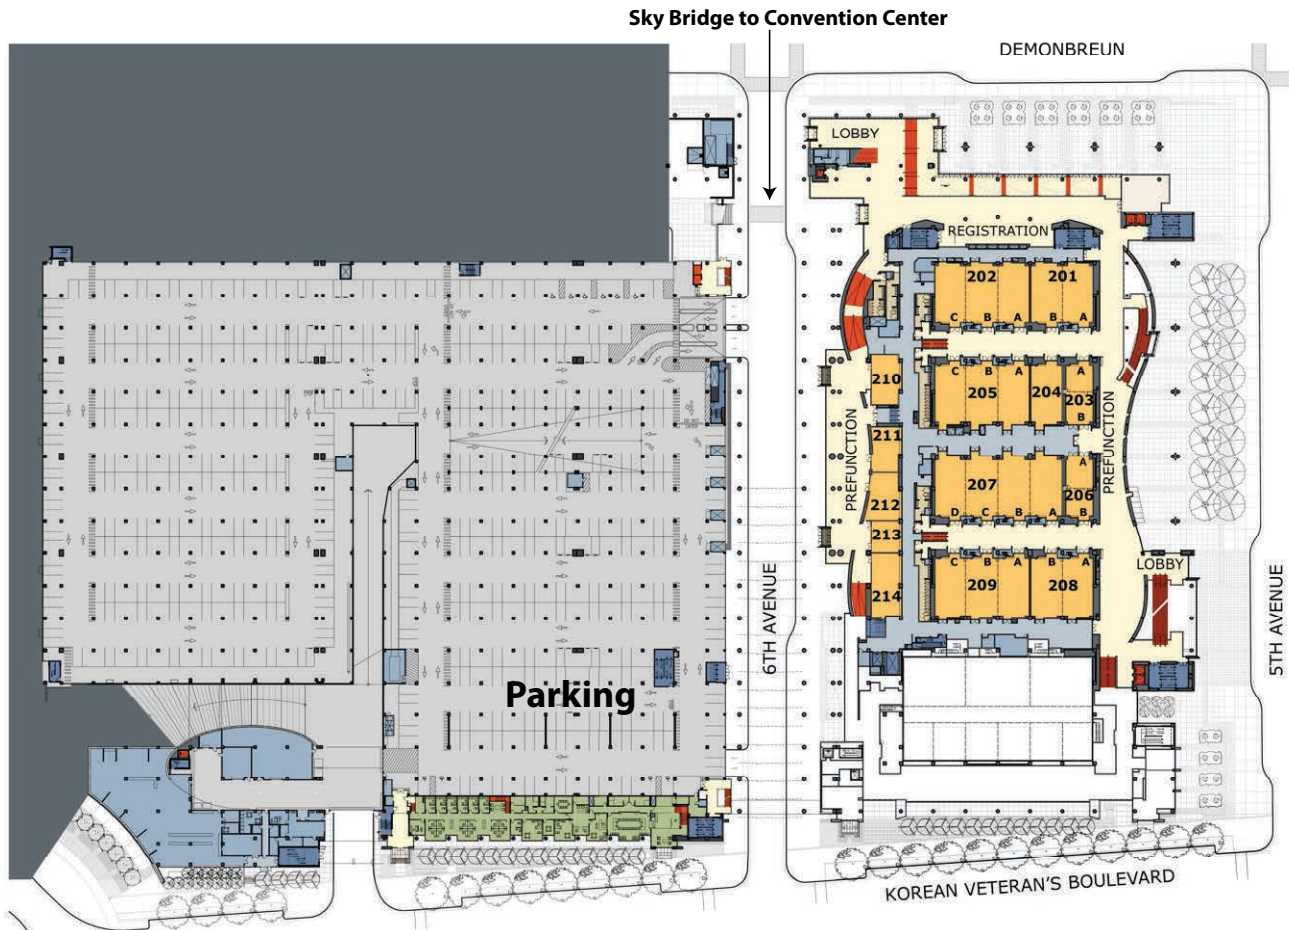 Sky Bridge to Convention Center
DEMONBREUN
LOBBY
REGISTRATION
202 201
C B A B A
210
C B A A
205 204 203
B
PREFUNCTION
PREFUNCTION
211
A
207
206
212
D C B A B
213
C B A B A
LOBBY
209 208
214
6TH AVENUE
5TH AVENUE
Parking
KOREAN VETERAN'S BOULEVARD